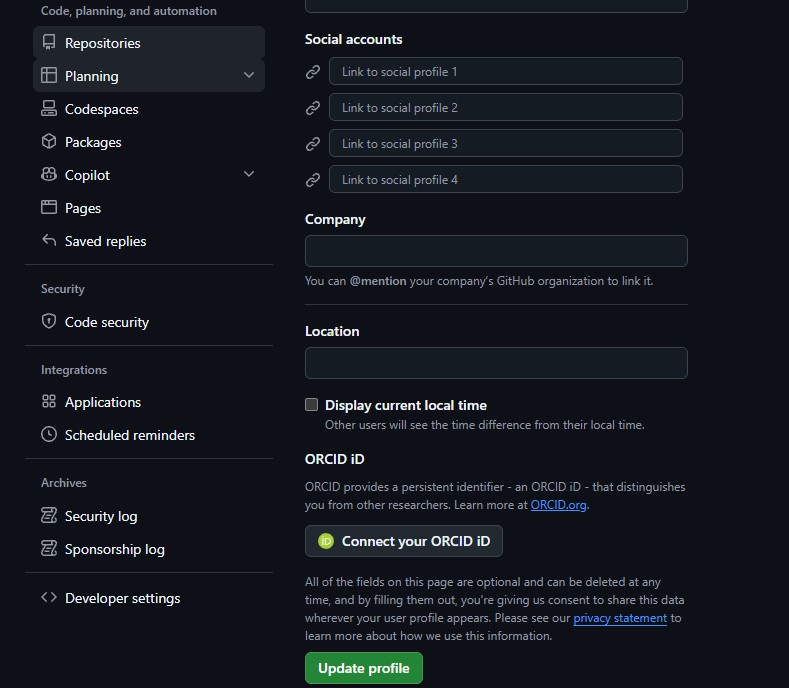 Code, planning, and automation
Repositories
Planning
Codespaces
Packages
Copilot
Pages
Saved replies
Security
Code security
Integrations
Applications
Scheduled reminders
Archives
Security log
Sponsorship log
Developer settings
Social accounts
Link to social profile 1
Link to social profile 2
Link to social profile 3
Link to social profile 4
Company
You can @mention your company's GitHub organization to link it.
Location
Display current local time
Other users will see the time difference from their local time.
ORCID iD
ORCID provides a persistent identifier - an ORCID iD - that distinguishes
you from other researchers. Learn more at ORCID.org.
iD Connect your ORCID iD
All of the fields on this page are optional and can be deleted at any
time, and by filling them out, you're giving us consent to share this data
wherever your user profile appears. Please see our privacy statement to
learn more about how we use this information.
Update profile